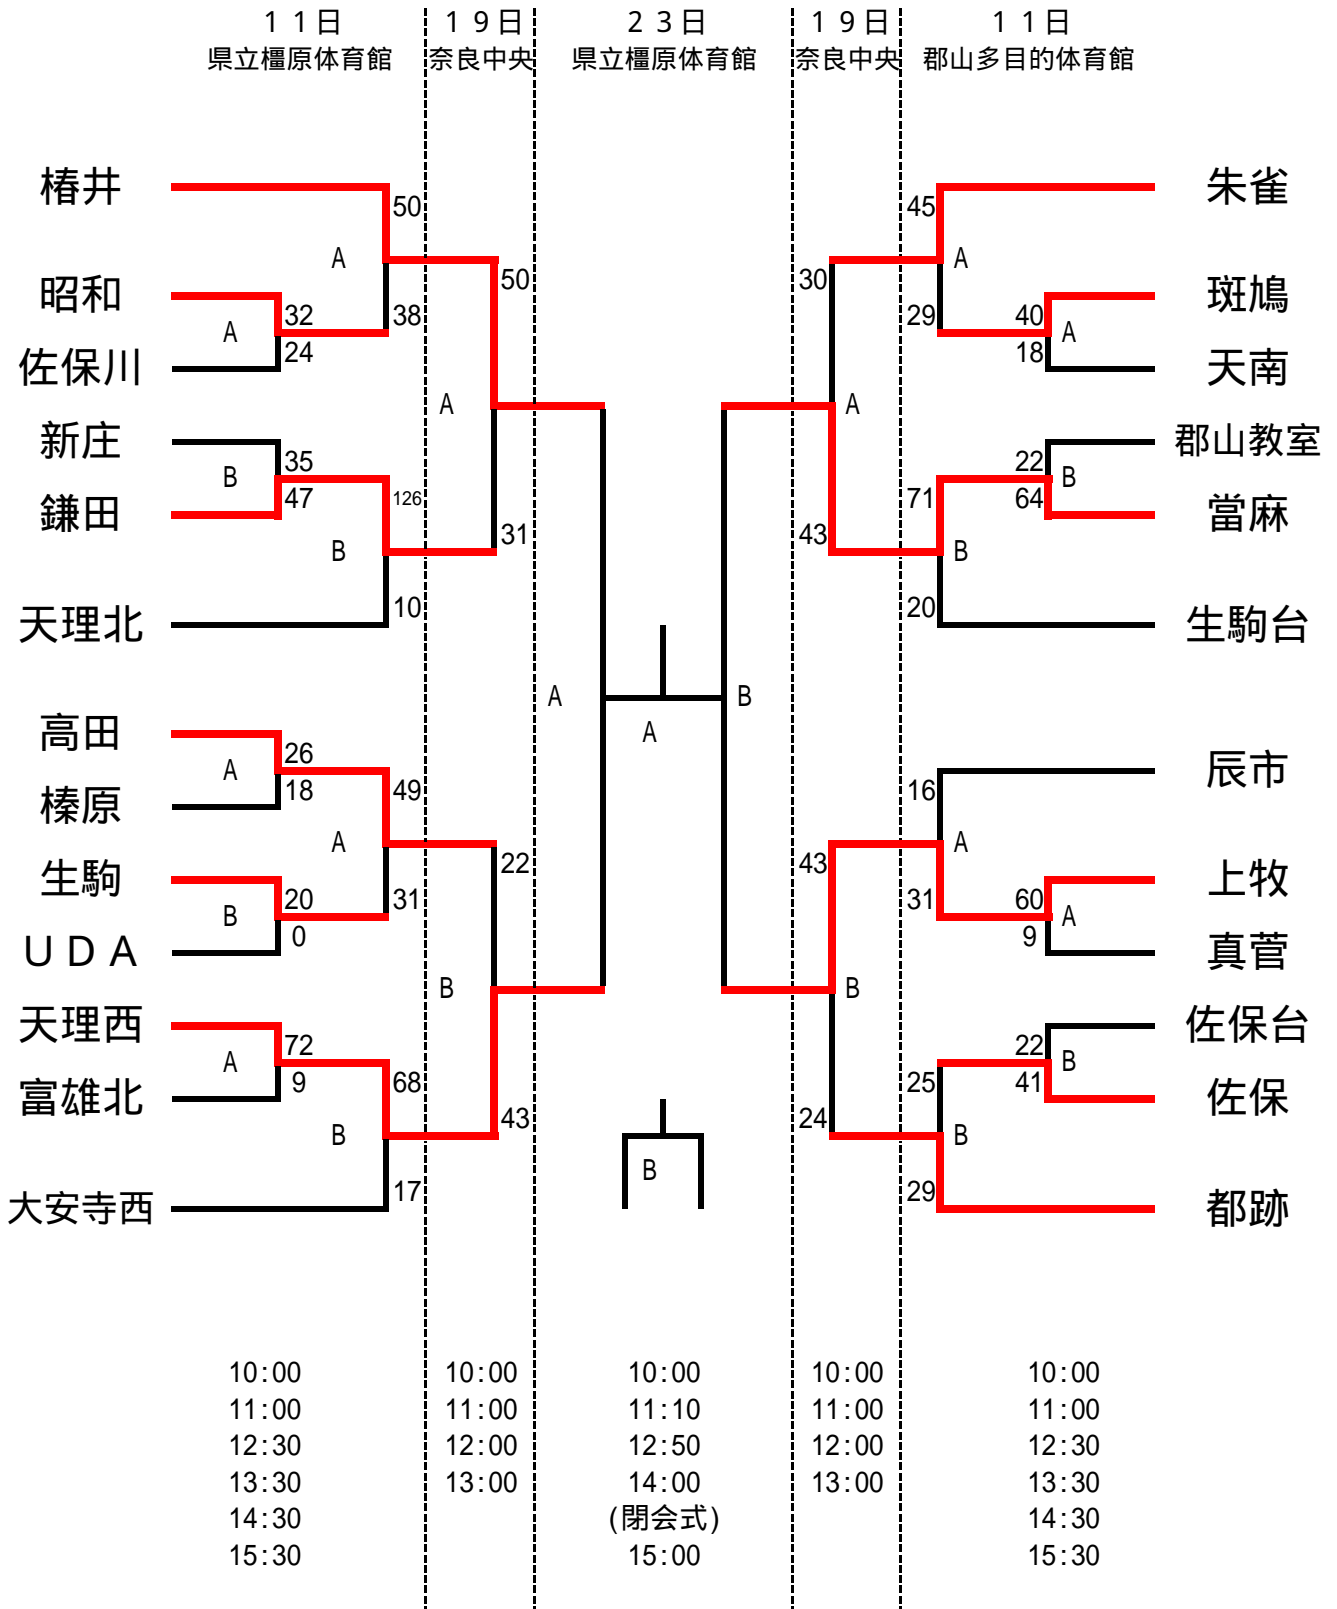 １１日 １９日 ２３日 １９日 １１日
県立橿原体育館 奈良中央 県立橿原体育館 奈良中央 郡山多目的体育館
椿井 朱雀
50 45
A A
50 30
昭和 斑鳩
32 38 29 40
A A
佐保川 24 18 天南
A A
新庄 郡山教室
35 22
B B
鎌田 47 126 71 64 當麻
31 43
B B
10 20
天理北 生駒台
A B
高田 A
26
A 辰市
榛原 18 49 16
A A
22 43
生駒 上牧
20 31 31 60
B A
UDA 0 9 真菅
B B
天理西 佐保台
72 22
A B
富雄北 9 68 25 41 佐保
43 24
B B
B
17 29
大安寺西 都跡
10:00 10:00 10:00 10:00 10:00
11:00 11:00 11:10 11:00 11:00
12:30 12:00 12:50 12:00 12:30
13:30 13:00 14:00 13:00 13:30
14:30 (閉会式) 14:30
15:30 15:00 15:30